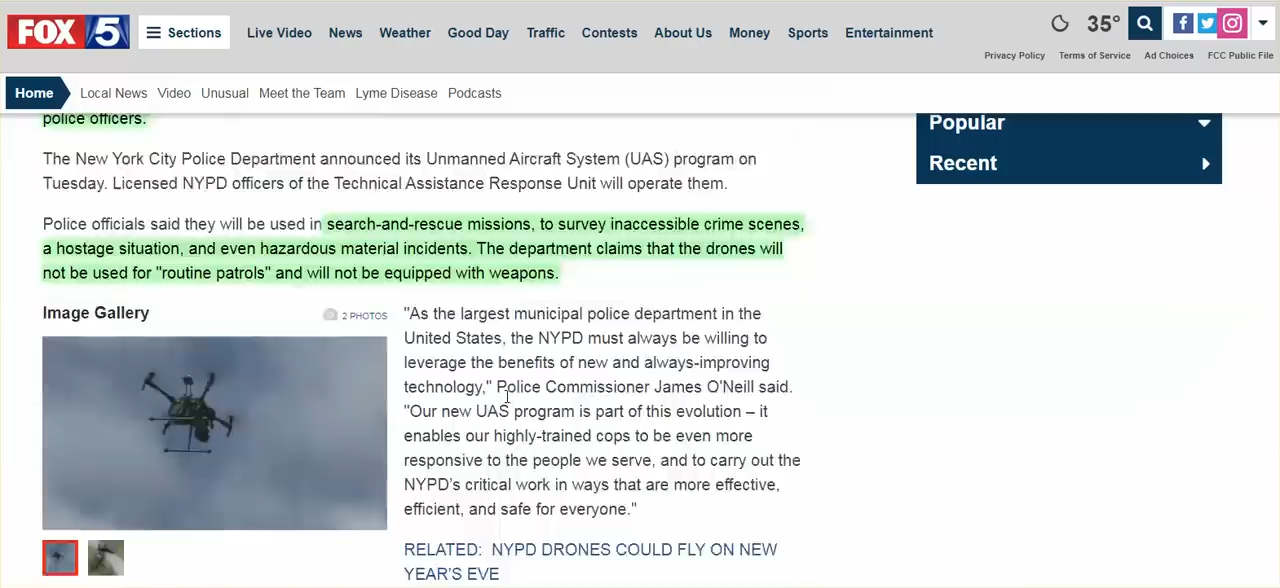 FOX 5
Sections
Live Video News Weather Good Day Traffic Contests About Us Money Sports Entertainment
35°
Privacy Policy Terms of Service Ad Choices FCC Public File
Home Local News Video Unusual Meet the Team Lyme Disease Podcasts
police officers.
The New York City Police Department announced its Unmanned Aircraft System (UAS) program on
Tuesday. Licensed NYPD officers of the Technical Assistance Response Unit will operate them.
Police officials said they will be used in search-and-rescue missions, to survey inaccessible crime scenes,
a hostage situation, and even hazardous material incidents. The department claims that the drones will
not be used for "routine patrols" and will not be equipped with weapons.
Image Gallery
2 PHOTOS
"As the largest municipal police department in the
United States, the NYPD must always be willing to
leverage the benefits of new and always-improving
technology," Police Commissioner James O'Neill said.
"Our new UAS program is part of this evolution – it
enables our highly-trained cops to be even more
responsive to the people we serve, and to carry out the
NYPD's critical work in ways that are more effective,
efficient, and safe for everyone."
RELATED: NYPD DRONES COULD FLY ON NEW
YEAR'S EVE
Popular
Recent